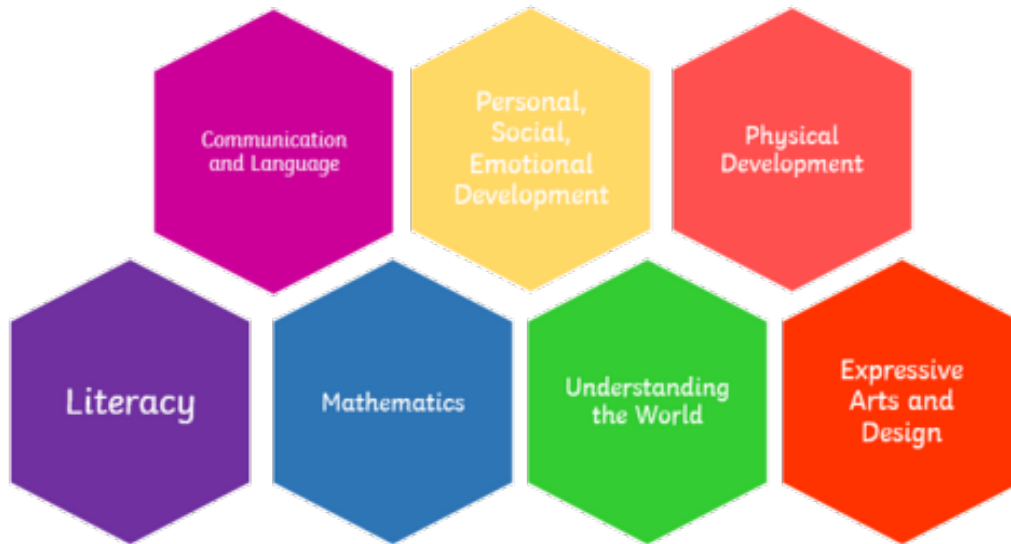 Communication
and Language
Personal,
Social,
Emotional
Development
Physical
Development
Literacy
Mathematics
Understanding
the World
Expressive
Arts and
Design